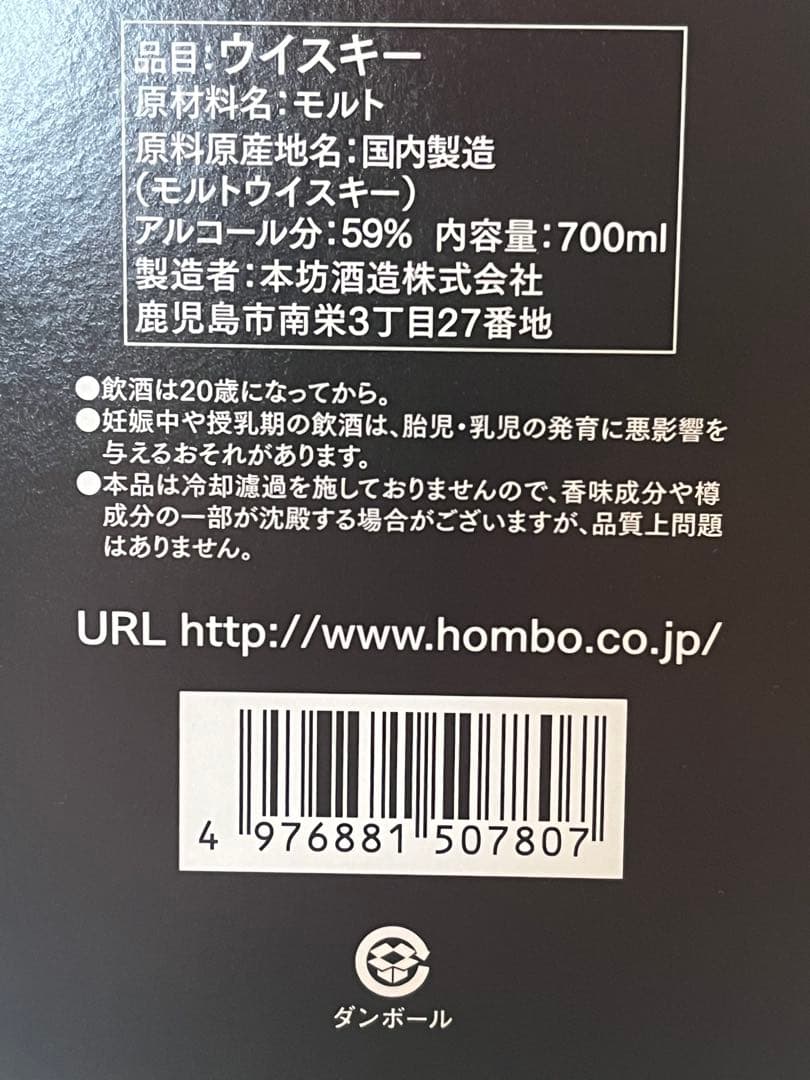 品目:ウイスキー
原材料名:モルト
原料原産地名:国内製造
(モルトウイスキー)
アルコール分:59% 内容量:700ml
製造者:本坊酒造株式会社
鹿児島市南栄3丁目27番地
●飲酒は20歳になってから。
●妊娠中や授乳期の飲酒は、胎児・乳児の発育に悪影響を
与えるおそれがあります。
●本品は冷却濾過を施しておりませんので、香味成分や樽
成分の一部が沈殿する場合がございますが、品質上問題
はありません。
URL http://www.hombo.co.jp/
4 976881 507807
ダンボール